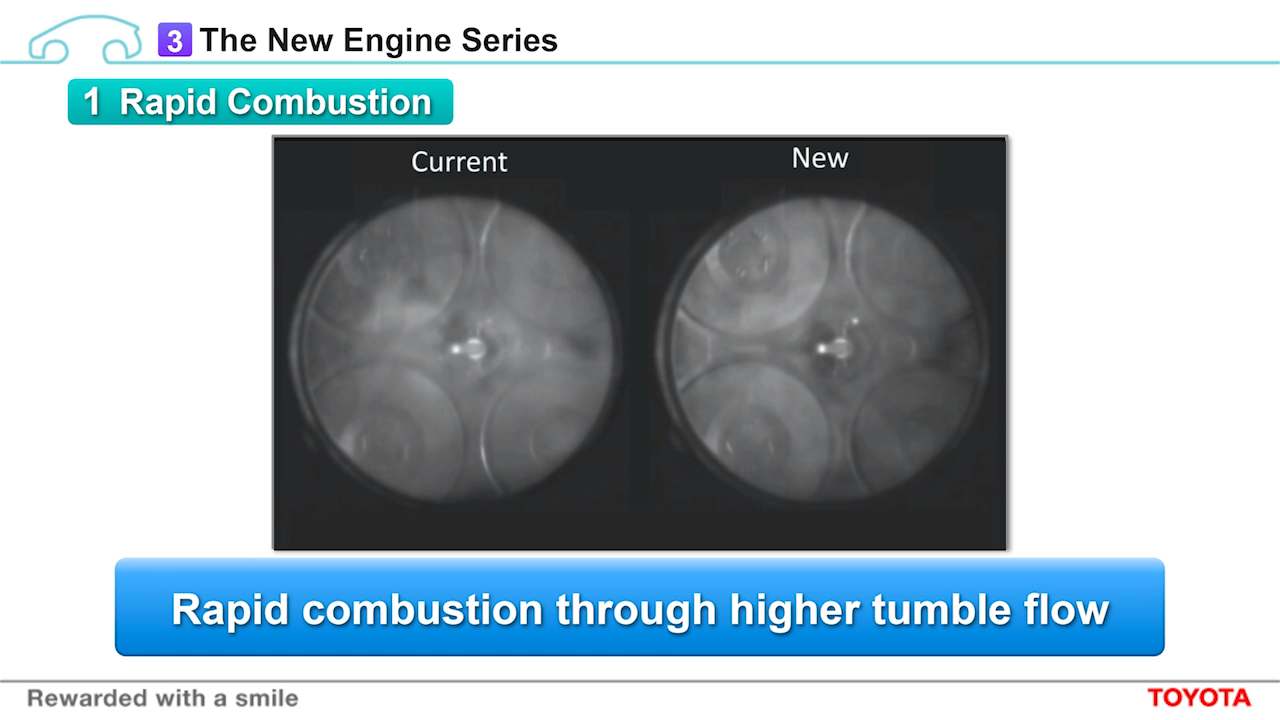 3 The New Engine Series
1 Rapid Combustion
Current
New
Rapid combustion through higher tumble flow
Rewarded with a smile
TOYOTA